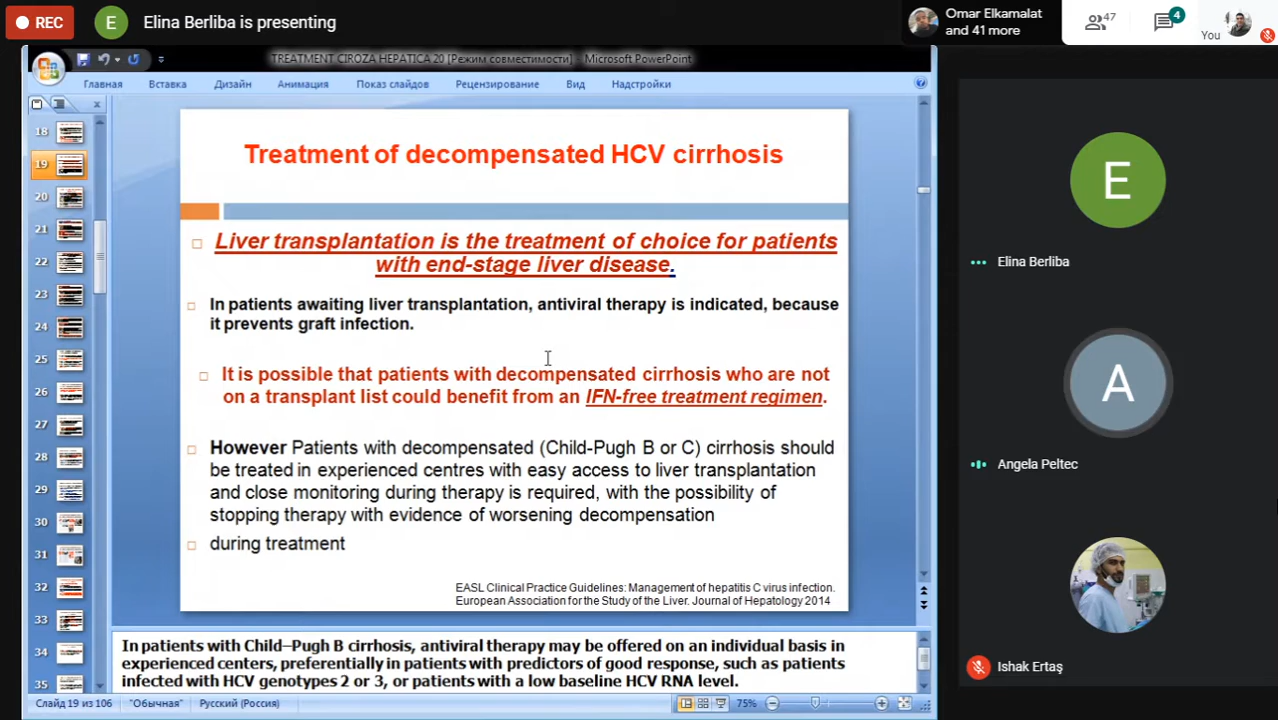 REC
E
Elina Berliba is presenting
Omar Elkamalat
and 41 more
47
4
You
TREATMENT CIROZA HEPATICA 20 [Режим совместимости] - Microsoft PowerPoint
Главная Вставка Дизайн Анимация Показ слайдов Рецензирование Вид Надстройки
18
19
20
21
22
23
24
25
26
27
28
29
30
31
32
33
34
35
Treatment of decompensated HCV cirrhosis
Liver transplantation is the treatment of choice for patients
with end-stage liver disease.
In patients awaiting liver transplantation, antiviral therapy is indicated, because
it prevents graft infection.
It is possible that patients with decompensated cirrhosis who are not
on a transplant list could benefit from an IFN-free treatment regimen.
However Patients with decompensated (Child-Pugh B or C) cirrhosis should
be treated in experienced centres with easy access to liver transplantation
and close monitoring during therapy is required, with the possibility of
stopping therapy with evidence of worsening decompensation
during treatment
EASL Clinical Practice Guidelines: Management of hepatitis C virus infection.
European Association for the Study of the Liver. Journal of Hepatology 2014
In patients with Child–Pugh B cirrhosis, antiviral therapy may be offered on an individual basis in
experienced centers, preferentially in patients with predictors of good response, such as patients
infected with HCV genotypes 2 or 3, or patients with a low baseline HCV RNA level.
Слайд 19 из 106 "Обычная" Русский (Россия) 75%
E
Elina Berliba
A
Angela Peltec
Ishak Ertaş